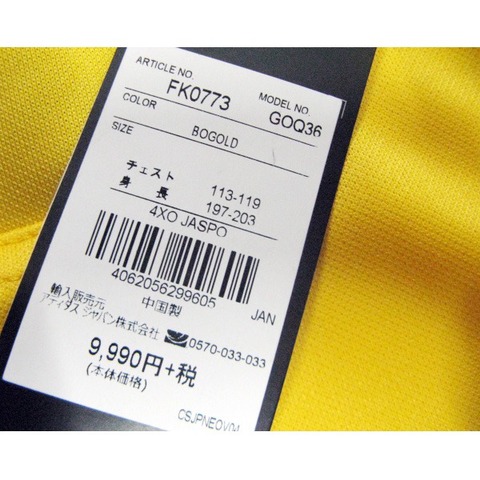 ARTICLE NO.
FK0773
MODEL NO.
GOQ36
COLOR
BOGOLD
SIZE
チェスト 113-119
身 長 197-203
4XO JASPO
4062056299605
中国製
JAN
輸入販売元
アディダス ジャパン株式会社
0570-033-033
9,990円+税
(本体価格)
CSJPNEOV04